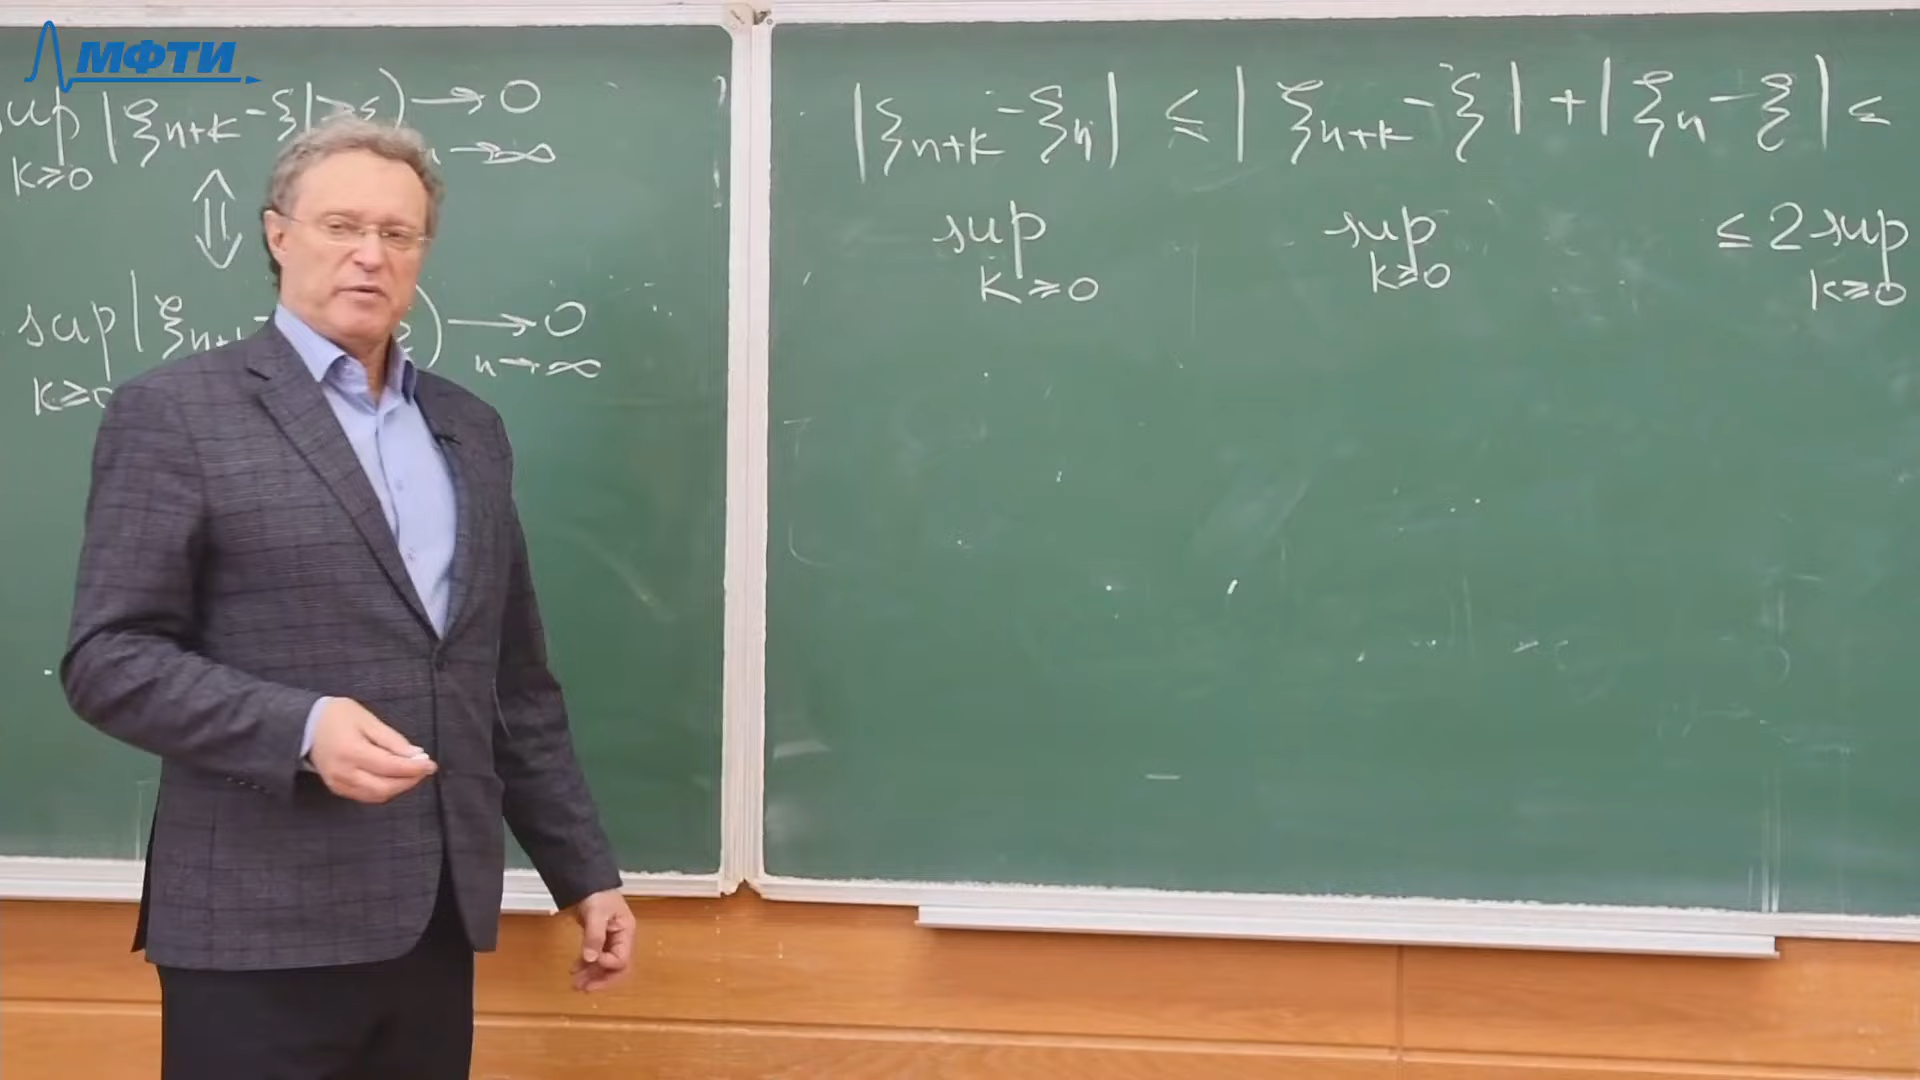 МФТИ
sup |ξn+k - ξ| ≥ ε) → 0
k≥0 n→∞
⇕
sup |ξn+ ε) → 0
k≥0 n→∞
|ξn+k - ξn| ≤ |ξn+k - ξ| + |ξn - ξ| ≤
sup sup ≤ 2 sup
k≥0 k≥0 k≥0